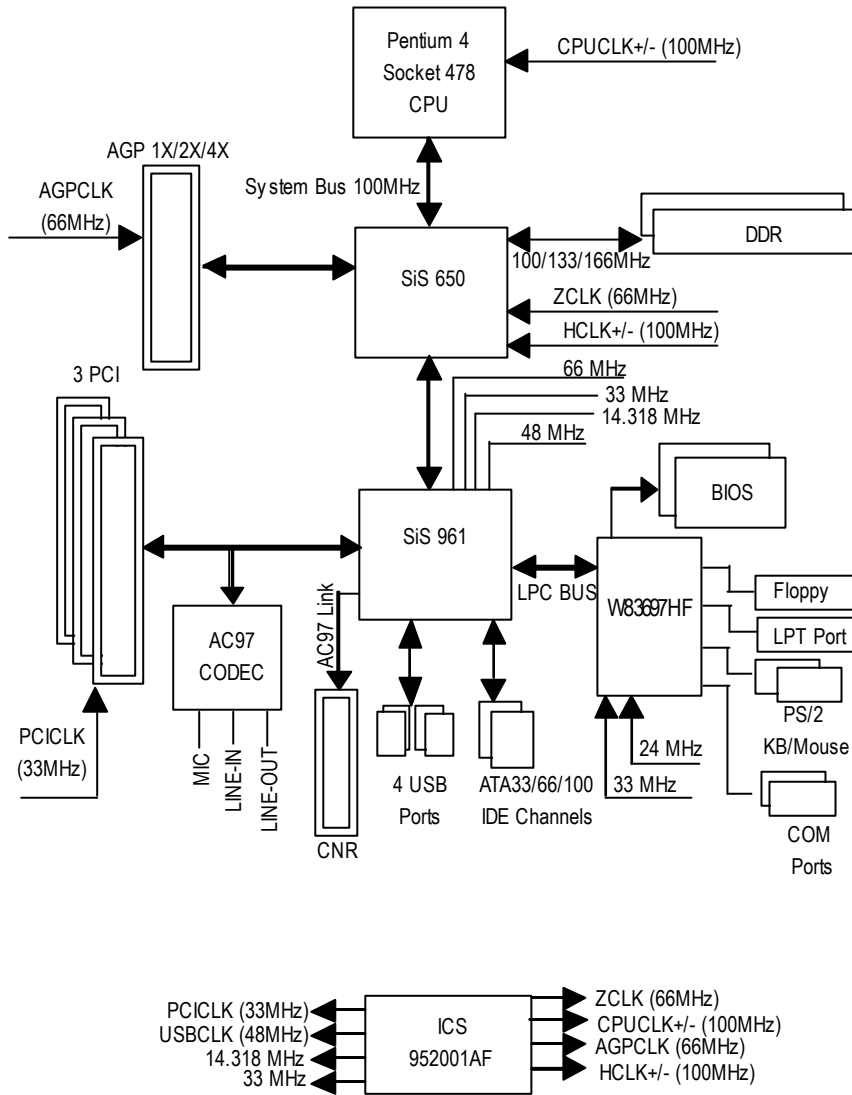 Pentium 4
Socket 478
CPU
CPUCLK+/- (100MHz)
AGP 1X/2X/4X
AGPCLK
(66MHz)
System Bus 100MHz
DDR
SiS 650
100/133/166MHz
ZCLK (66MHz)
HCLK+/- (100MHz)
3 PCI
66 MHz
33 MHz
14.318 MHz
48 MHz
BIOS
SiS 961
LPC BUS
W83697HF
Floppy
LPT Port
AC97
CODEC
AC97 Link
PS/2
KB/Mouse
PCICLK
(33MHz)
MIC
LINE-IN
LINE-OUT
24 MHz
33 MHz
4 USB
Ports
ATA33/66/100
IDE Channels
CNR
COM
Ports
PCICLK (33MHz)
USBCLK (48MHz)
14.318 MHz
33 MHz
ICS
952001AF
ZCLK (66MHz)
CPUCLK+/- (100MHz)
AGPCLK (66MHz)
HCLK+/- (100MHz)